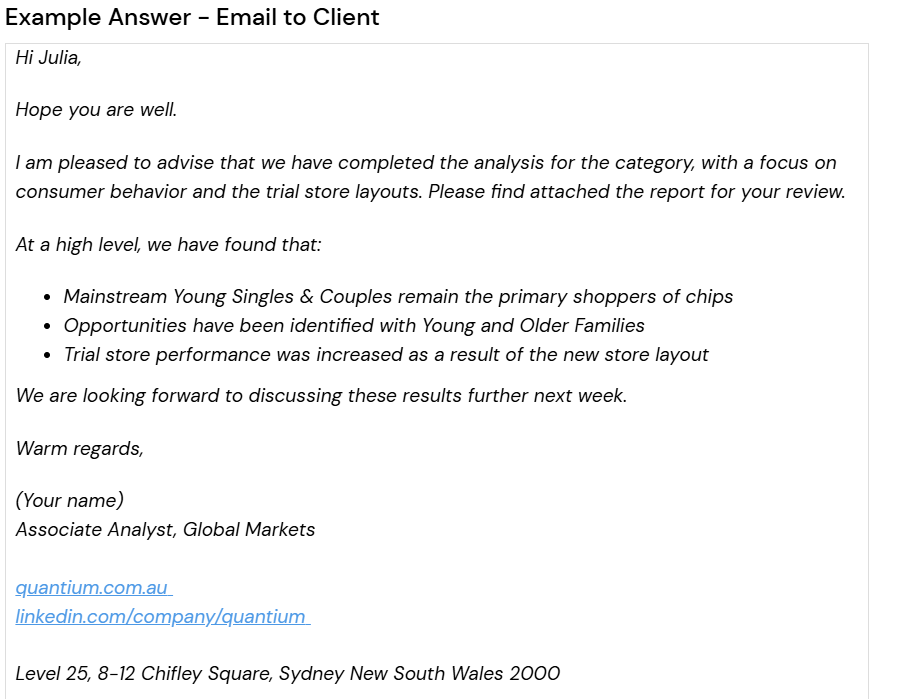 Example Answer - Email to Client
Hi Julia,
Hope you are well.
I am pleased to advise that we have completed the analysis for the category, with a focus on
consumer behavior and the trial store layouts. Please find attached the report for your review.
At a high level, we have found that:
• Mainstream Young Singles & Couples remain the primary shoppers of chips
• Opportunities have been identified with Young and Older Families
• Trial store performance was increased as a result of the new store layout
We are looking forward to discussing these results further next week.
Warm regards,
(Your name)
Associate Analyst, Global Markets
quantium.com.au
linkedin.com/company/quantium
Level 25, 8-12 Chifley Square, Sydney New South Wales 2000